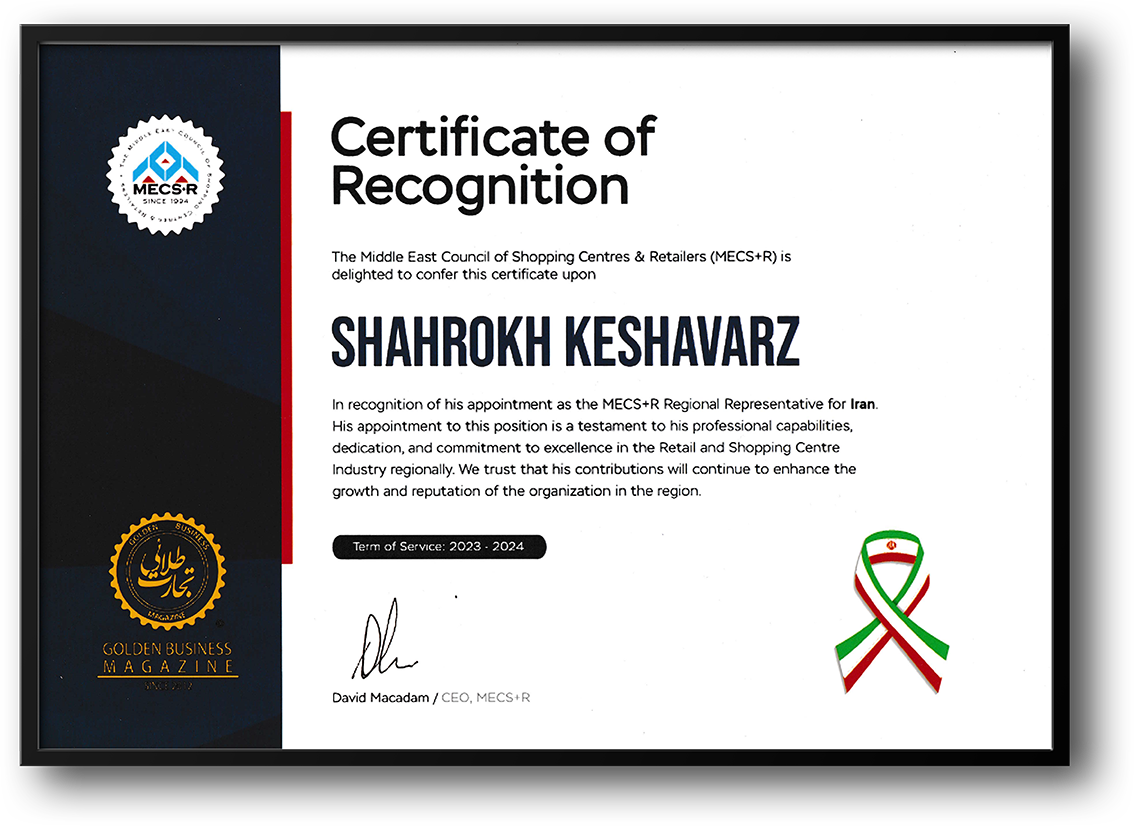 THE MIDDLE EAST COUNCIL OF SHOPPING CENTRES & RETAILERS
MECS+R
SINCE 1994
Certificate of
Recognition
The Middle East Council of Shopping Centres & Retailers (MECS+R) is
delighted to confer this certificate upon
SHAHROKH KESHAVARZ
In recognition of his appointment as the MECS+R Regional Representative for Iran.
His appointment to this position is a testament to his professional capabilities,
dedication, and commitment to excellence in the Retail and Shopping Centre
Industry regionally. We trust that his contributions will continue to enhance the
growth and reputation of the organization in the region.
Term of Service: 2023 - 2024
David Macadam / CEO, MECS+R
GOLDEN BUSINESS
تجارت طلائی
MAGAZINE
GOLDEN BUSINESS
MAGAZINE